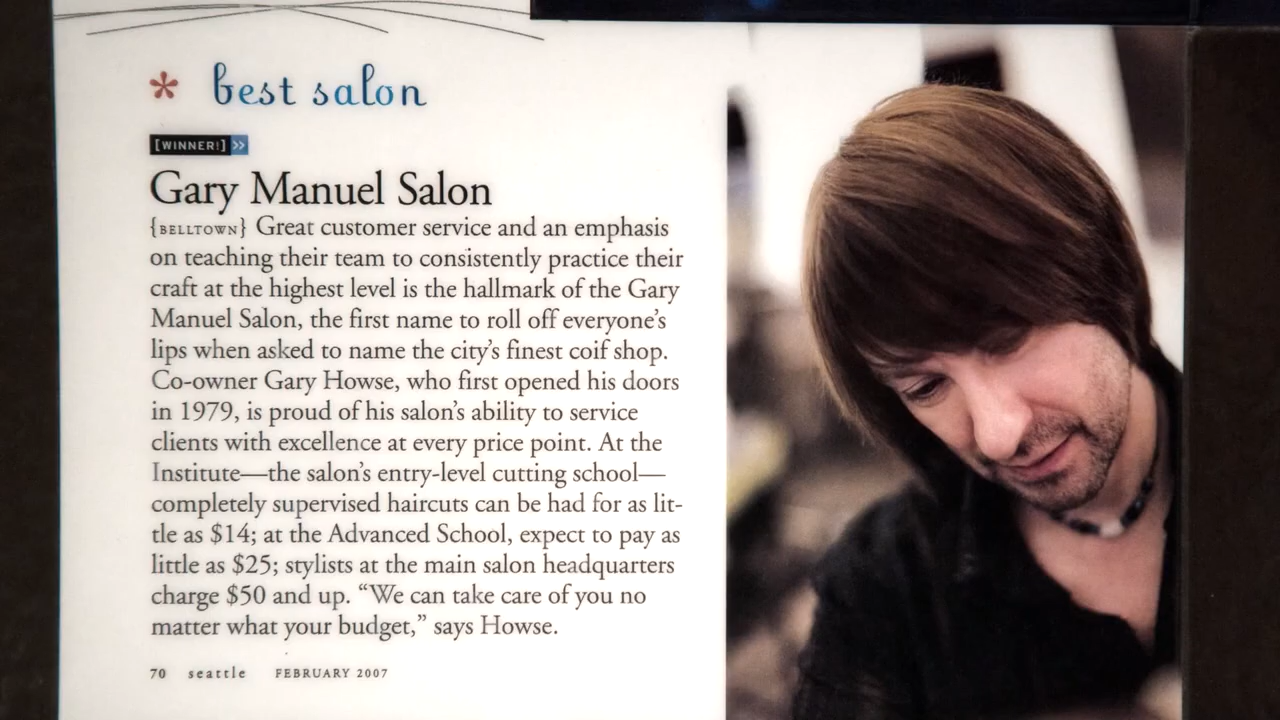 * best salon
[WINNER!] »
Gary Manuel Salon
{BELLTOWN} Great customer service and an emphasis
on teaching their team to consistently practice their
craft at the highest level is the hallmark of the Gary
Manuel Salon, the first name to roll off everyone's
lips when asked to name the city's finest coif shop.
Co-owner Gary Howse, who first opened his doors
in 1979, is proud of his salon's ability to service
clients with excellence at every price point. At the
Institute—the salon's entry-level cutting school—
completely supervised haircuts can be had for as lit-
tle as $14; at the Advanced School, expect to pay as
little as $25; stylists at the main salon headquarters
charge $50 and up. “We can take care of you no
matter what your budget,” says Howse.
70 seattle FEBRUARY 2007